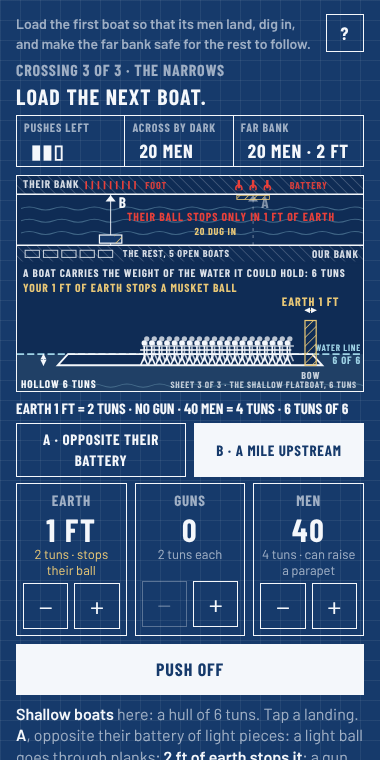 Load the first boat so that its men land, dig in,
and make the far bank safe for the rest to follow.
?
CROSSING 3 OF 3 · THE NARROWS
LOAD THE NEXT BOAT.
PUSHES LEFT
ACROSS BY DARK
20 MEN
FAR BANK
20 MEN · 2 FT
THEIR BANK
FOOT
BATTERY
B
A
THEIR BALL STOPS ONLY IN 1 FT OF EARTH
20 DUG IN
THE REST, 5 OPEN BOATS
OUR BANK
A BOAT CARRIES THE WEIGHT OF THE WATER IT COULD HOLD: 6 TUNS
YOUR 1 FT OF EARTH STOPS A MUSKET BALL
EARTH 1 FT
WATER LINE
6 OF 6
BOW
HOLLOW 6 TUNS
SHEET 3 OF 3 · THE SHALLOW FLATBOAT, 6 TUNS
EARTH 1 FT = 2 TUNS · NO GUN · 40 MEN = 4 TUNS · 6 TUNS OF 6
A · OPPOSITE THEIR
BATTERY
B · A MILE UPSTREAM
EARTH
1 FT
2 tuns · stops
their ball
− +
GUNS
0
2 tuns each
− +
MEN
40
4 tuns · can raise
a parapet
− +
PUSH OFF
Shallow boats here: a hull of 6 tuns. Tap a landing.
A, opposite their battery of light pieces: a ball
goes through planks; 2 ft of earth stops it; a gun